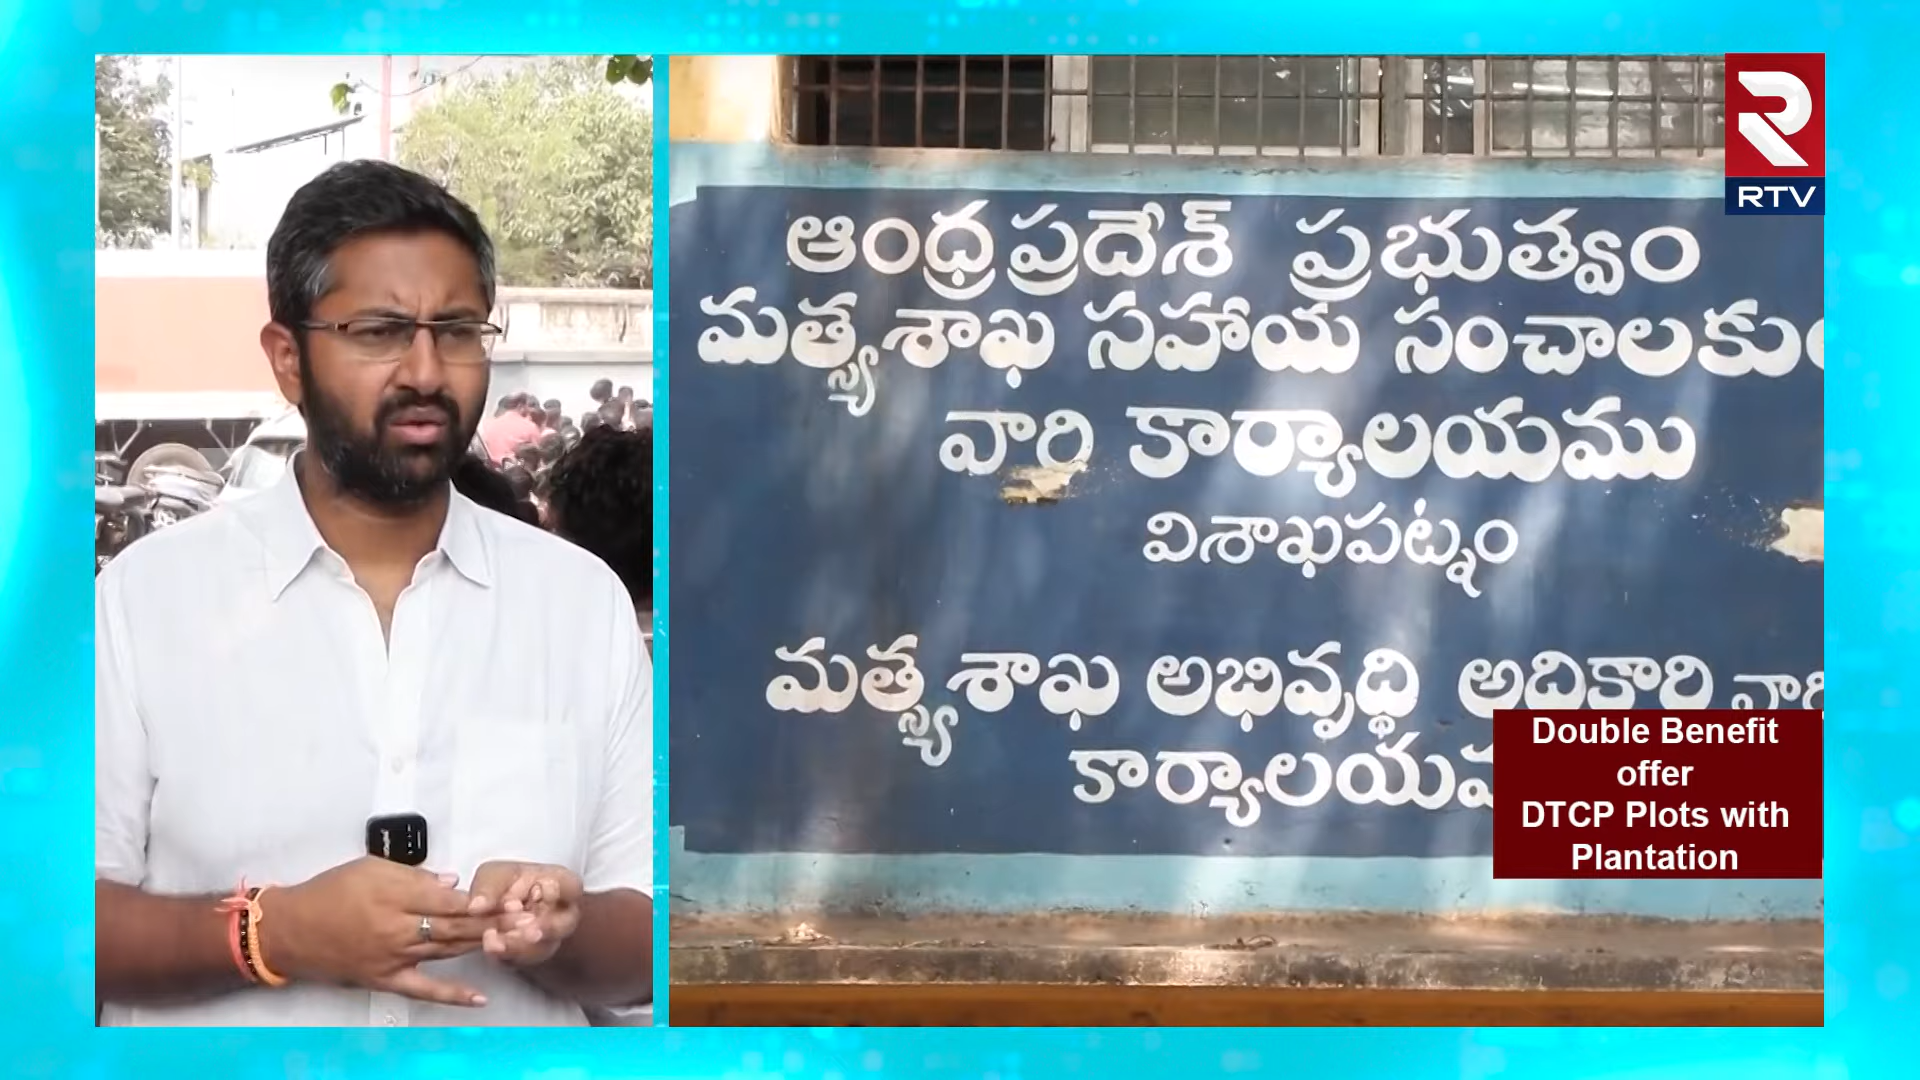 RTV
ఆంధ్రప్రదేశ్ ప్రభుత్వం
మత్స్యశాఖ సహాయ సంచాలకుల
వారి కార్యాలయము
విశాఖపట్నం
మత్స్యశాఖ అభివృద్ధి అదికారి వారి
Double Benefit
offer
DTCP Plots with
Plantation